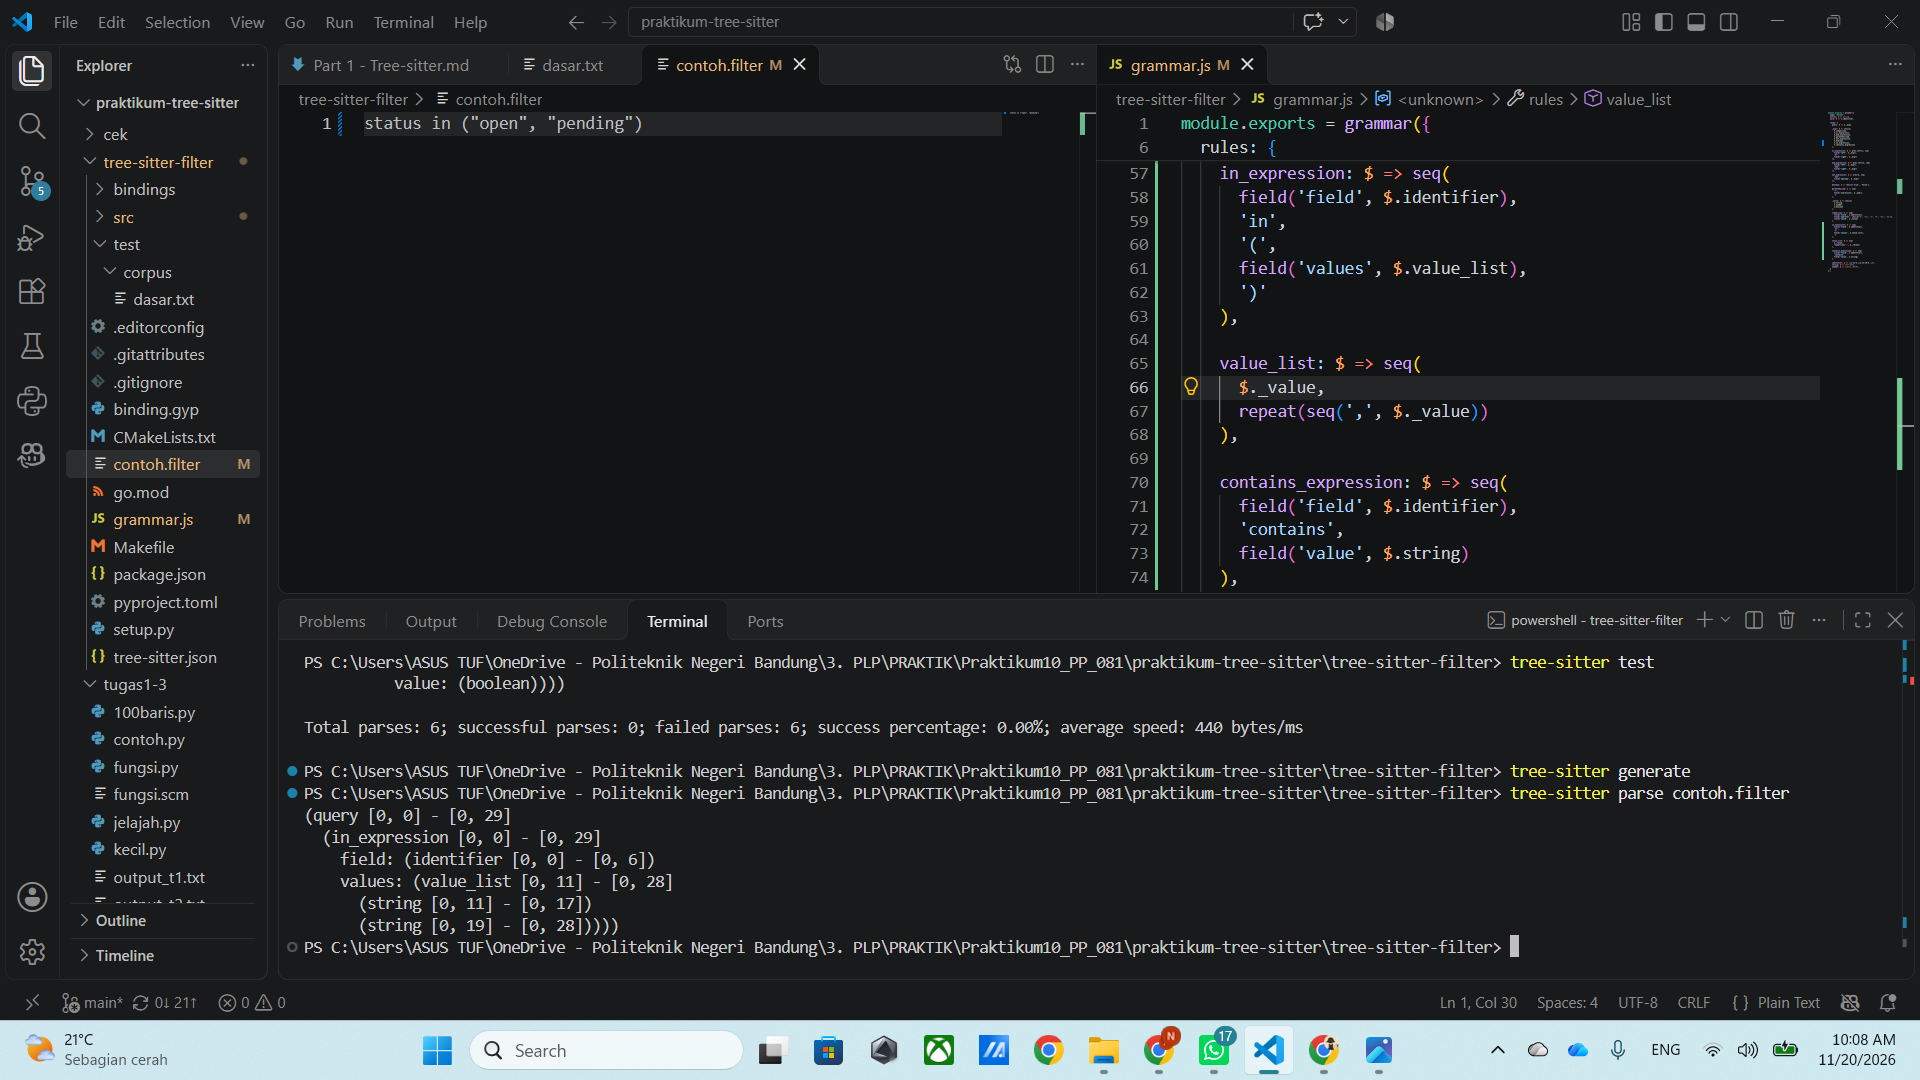 File Edit Selection View Go Run Terminal Help
praktikum-tree-sitter
Explorer
praktikum-tree-sitter
cek
tree-sitter-filter
bindings
src
test
corpus
dasar.txt
.editorconfig
.gitattributes
.gitignore
binding.gyp
CMakeLists.txt
contoh.filter M
go.mod
grammar.js M
Makefile
package.json
pyproject.toml
setup.py
tree-sitter.json
tugas1-3
100baris.py
contoh.py
fungsi.py
fungsi.scm
jelajah.py
kecil.py
output_t1.txt
Outline
Timeline
5
Part 1 - Tree-sitter.md
dasar.txt
contoh.filter M
tree-sitter-filter > contoh.filter
1 status in ("open", "pending")
JS grammar.js M
tree-sitter-filter > JS grammar.js > <unknown> > rules > value_list
1 module.exports = grammar({
6 rules: {
57 in_expression: $ => seq(
58 field('field', $.identifier),
59 'in',
60 '(',
61 field('values', $.value_list),
62 ')'
63 ),
64
65 value_list: $ => seq(
66 $._value,
67 repeat(seq(',', $._value))
68 ),
69
70 contains_expression: $ => seq(
71 field('field', $.identifier),
72 'contains',
73 field('value', $.string)
74 ),
Problems Output Debug Console Terminal Ports
powershell - tree-sitter-filter
PS C:\Users\ASUS TUF\OneDrive - Politeknik Negeri Bandung\3. PLP\PRAKTIK\Praktikum10_PP_081\praktikum-tree-sitter\tree-sitter-filter> tree-sitter test
value: (boolean))))
Total parses: 6; successful parses: 0; failed parses: 6; success percentage: 0.00%; average speed: 440 bytes/ms
PS C:\Users\ASUS TUF\OneDrive - Politeknik Negeri Bandung\3. PLP\PRAKTIK\Praktikum10_PP_081\praktikum-tree-sitter\tree-sitter-filter> tree-sitter generate
PS C:\Users\ASUS TUF\OneDrive - Politeknik Negeri Bandung\3. PLP\PRAKTIK\Praktikum10_PP_081\praktikum-tree-sitter\tree-sitter-filter> tree-sitter parse contoh.filter
(query [0, 0] - [0, 29]
(in_expression [0, 0] - [0, 29]
field: (identifier [0, 0] - [0, 6])
values: (value_list [0, 11] - [0, 28]
(string [0, 11] - [0, 17])
(string [0, 19] - [0, 28]))))
PS C:\Users\ASUS TUF\OneDrive - Politeknik Negeri Bandung\3. PLP\PRAKTIK\Praktikum10_PP_081\praktikum-tree-sitter\tree-sitter-filter>
main* 0↓ 21↑ 0 0
Ln 1, Col 30 Spaces: 4 UTF-8 CRLF { } Plain Text
21°C
Sebagian cerah
Search
N
17
ENG
10:08 AM
11/20/2026